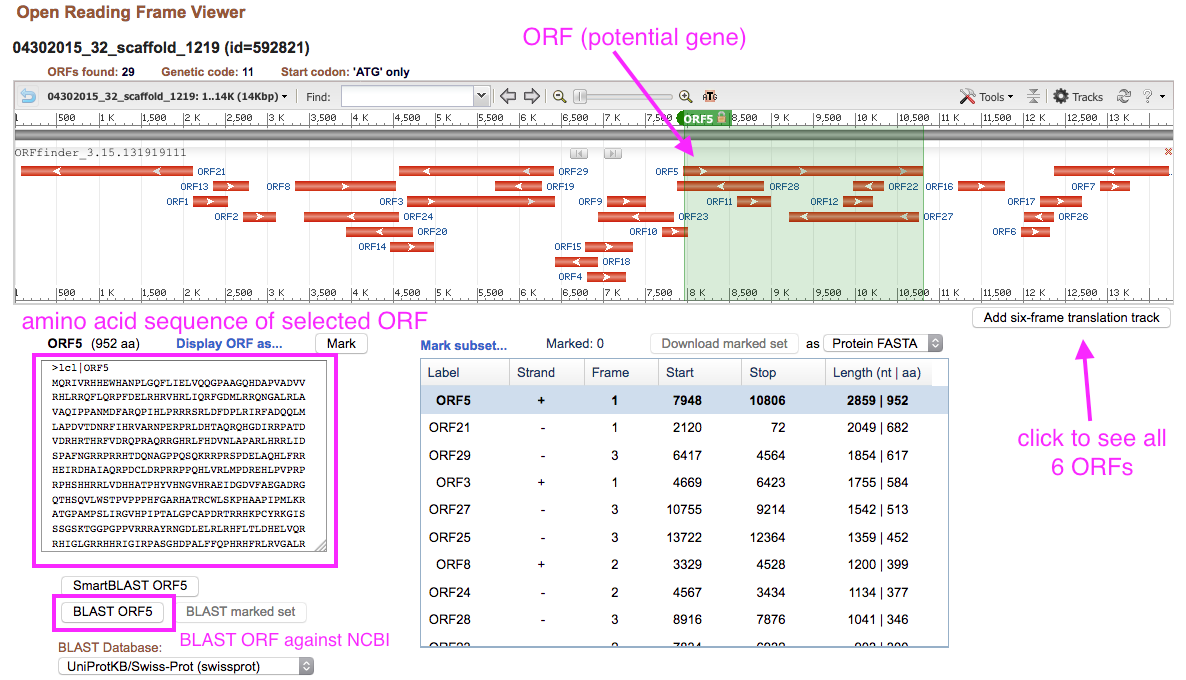 Open Reading Frame Viewer
ORF (potential gene)
04302015_32_scaffold_1219 (id=592821)
ORFs found: 29 Genetic code: 11 Start codon: 'ATG' only
04302015_32_scaffold_1219: 1..14K (14Kbp) Find: Tools Tracks ?
1 500 1 K 1,500 2 K 2,500 3 K 3,500 4 K 4,500 5 K 5,500 6 K 6,500 7 K 7,500 ORF5 8,500 9 K 9,500 10 K 10,500 11 K 11,500 12 K 12,500 13 K
ORFfinder_3.15.131919111
ORF21 ORF29 ORF5
ORF13 ORF8 ORF19 ORF28 ORF22 ORF16 ORF7
ORF1 ORF3 ORF9 ORF11 ORF12 ORF17
ORF2 ORF24 ORF23 ORF27 ORF26
ORF20 ORF10 ORF6
ORF14 ORF15
ORF18
ORF4
1 500 1 K 1,500 2 K 2,500 3 K 3,500 4 K 4,500 5 K 5,500 6 K 6,500 7 K 7,500 8 K 8,500 9 K 9,500 10 K 10,500 11 K 11,500 12 K 12,500 13 K
amino acid sequence of selected ORF
Add six-frame translation track
ORF5 (952 aa) Display ORF as... Mark
>lcl|ORF5
MQRIVRHHEWHANPLGQFLIELVQQGPAAGQHDAPVADVV
RHLRRQFLQRPFDELRHRVHRLIQRFGDMLRRQNGALRLA
VAQIPPANMDFARQPIHLPRRRSRLDFDPLRIRFADQQLM
LAPDVTDNRFIHRVARNPERPRLDHTAQRQHGDIRRPATD
VDRHRTHRFVDRQPRAQRRGHRLFHDVNLAPARLHRRLID
SPAFNGRRPRRHTDQNAGPPQSQKRRPRSPDELAQHLFRR
HEIRDHAIAQRPDCLDRPRRPPQHLVRLMPDREHLPVPRP
RPHSHHRRLVDHHATPHYVHNGVHRAEIDGDVFAEGADRG
QTHSQVLWSTPVPPPHFGARHATRCWLSKPHAAPIPMLKR
ATGPAMPSLIRGVHPIPTALGPCAPDRTRRHKPCYRKGIS
SSGSKTGGPGPPVRRRAYRNGDLELRLRHFLTLDHELVQR
RHIGLGRRHHRIGIRPASGHDPALFFQPHRHFRLRVGALR
Mark subset... Marked: 0 Download marked set as Protein FASTA
Label Strand Frame Start Stop Length (nt | aa)
ORF5 + 1 7948 10806 2859 | 952
ORF21 - 1 2120 72 2049 | 682
ORF29 - 3 6417 4564 1854 | 617
ORF3 + 1 4669 6423 1755 | 584
ORF27 - 3 10755 9214 1542 | 513
ORF25 - 3 13722 12364 1359 | 452
ORF8 + 2 3329 4528 1200 | 399
ORF24 - 2 4567 3434 1134 | 377
ORF28 - 3 8916 7876 1041 | 346
click to see all
6 ORFs
SmartBLAST ORF5
BLAST ORF5 BLAST marked set
BLAST ORF against NCBI
BLAST Database:
UniProtKB/Swiss-Prot (swissprot)